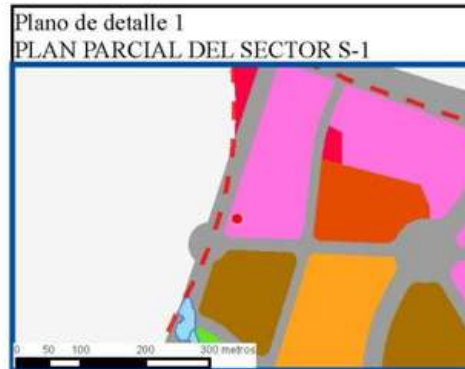 Plano de detalle 1
PLAN PARCIAL DEL SECTOR S-1
0 50 100 200 300 metros